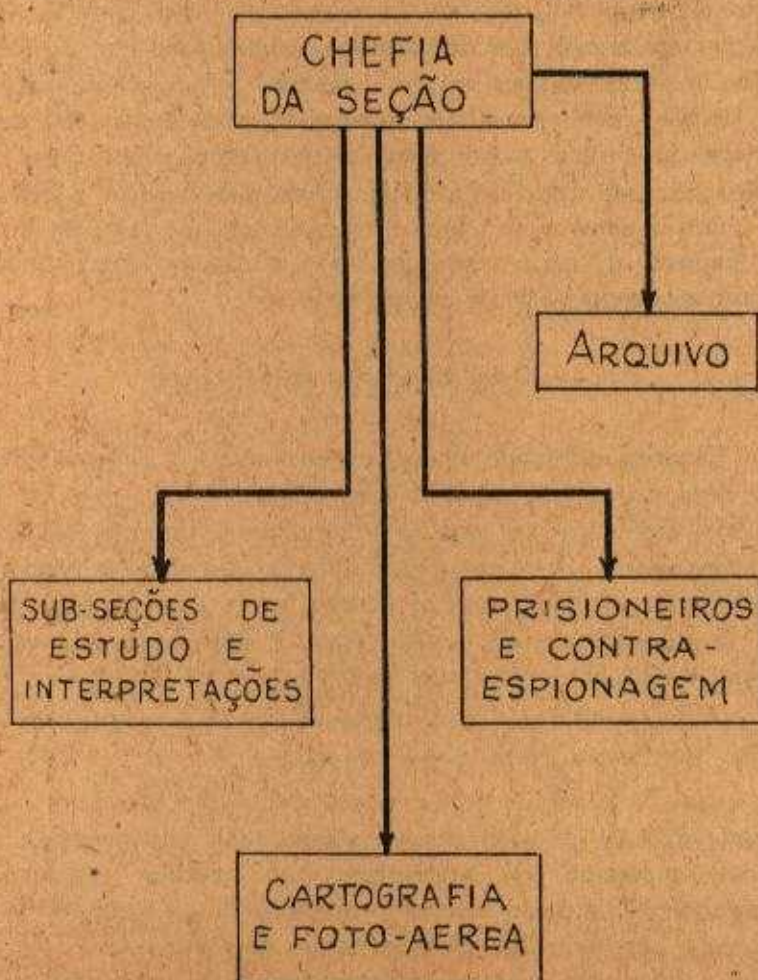 CHEFIA
DA SEÇÃO
ARQUIVO
SUB-SEÇÕES DE
ESTUDO E
INTERPRETAÇÕES
PRISIONEIROS
E CONTRA-
ESPIONAGEM
CARTOGRAFIA
E FOTO-AEREA